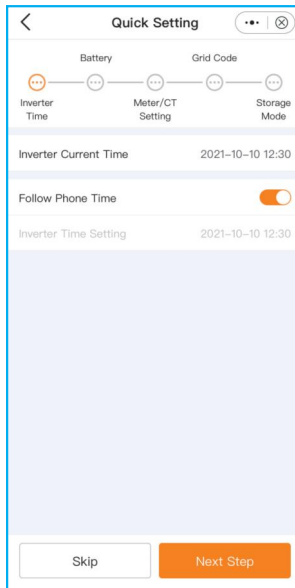 Quick Setting
Battery Grid Code
Inverter Time Meter/CT Setting Storage Mode
Inverter Current Time 2021-10-10 12:30
Follow Phone Time
Inverter Time Setting 2021-10-10 12:30
Skip Next Step